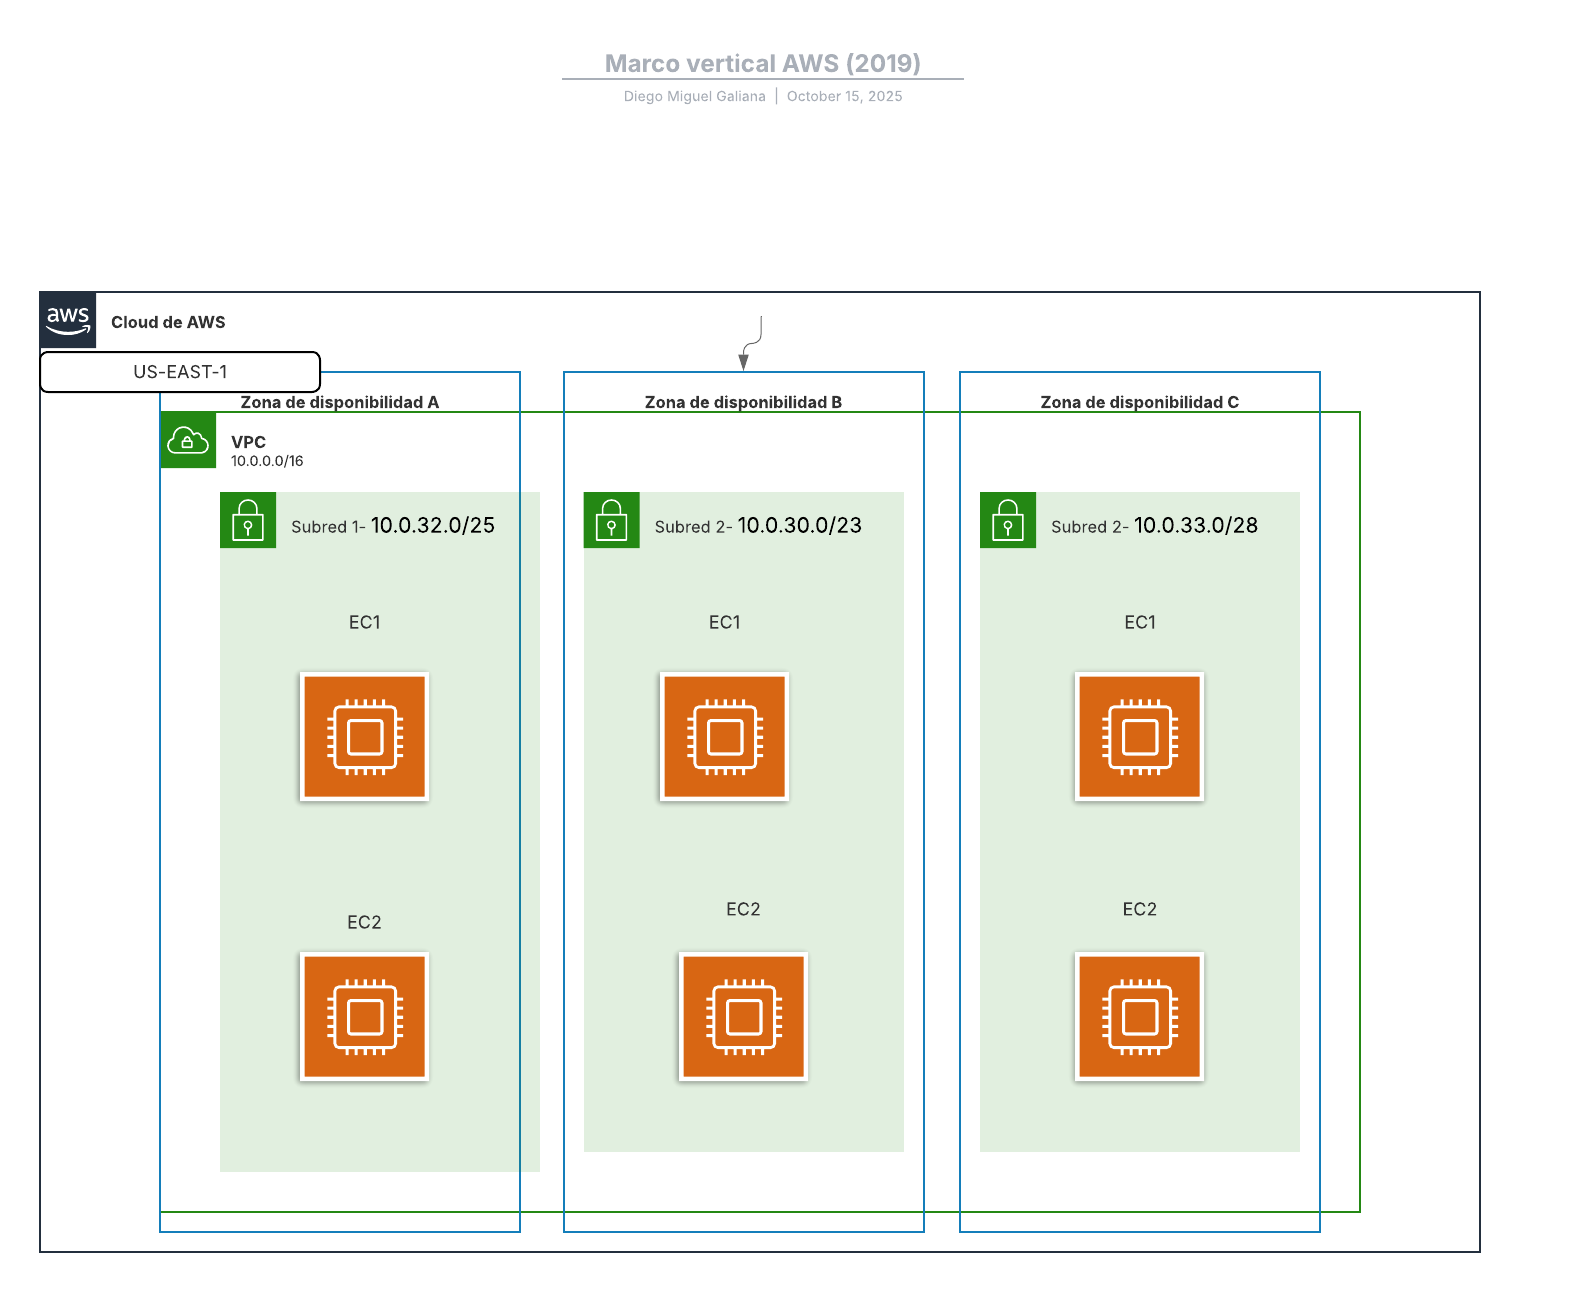 Marco vertical AWS (2019)
Diego Miguel Galiana | October 15, 2025
aws
Cloud de AWS
US-EAST-1
Zona de disponibilidad A
Zona de disponibilidad B
Zona de disponibilidad C
VPC
10.0.0.0/16
Subred 1- 10.0.32.0/25
Subred 2- 10.0.30.0/23
Subred 2- 10.0.33.0/28
EC1
EC1
EC1
EC2
EC2
EC2